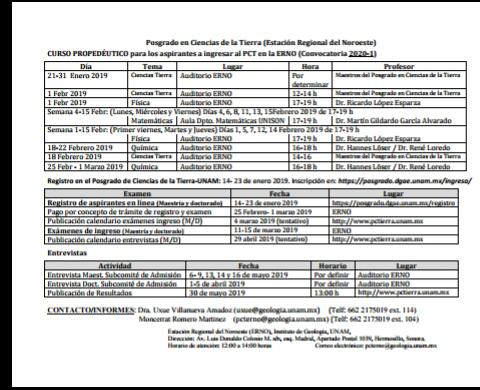 Posgrado en Ciencias de la Tierra (Estación Regional del Noroeste)
CURSO PROPEDÉUTICO para los aspirantes a ingresar al PCT en la ERNO (Convocatoria 2020-1)
Día Tema Lugar Hora Profesor
21-31 Enero 2019 Ciencias Tierra Auditorio ERNO Por determinar Maestros del Posgrado en Ciencias de la Tierra
1 Febr 2019 Ciencias Tierra Auditorio ERNO 12-14 h Maestros del Posgrado en Ciencias de la Tierra
1 Febr 2019 Física Auditorio ERNO 17-19 h Dr. Ricardo López Esparza
Semana 4-15 Febr: (Lunes, Miércoles y Viernes) Días 4, 6, 8, 11, 13, 15Febrero 2019 de 17-19 h
Matemáticas Aula Dpto. Matemáticas UNISON 17-19 h Dr. Martín Gildardo García Alvarado
Semana 1-15 Febr: (Primer viernes, Martes y Jueves) Días 1, 5, 7, 12, 14 Febrero 2019 de 17-19 h
Física Auditorio ERNO 17-19 h Dr. Ricardo López Esparza
18-22 Febrero 2019 Química Auditorio ERNO 16-18 h Dr. Hannes Löser / Dr. René Loredo
18 Febrero 2019 Ciencias Tierra Auditorio ERNO 14-16 Maestros del Posgrado en Ciencias de la Tierra
25 Febr - 1 Marzo 2019 Química Auditorio ERNO 16-18 h Dr. Hannes Löser / Dr. René Loredo
Registro en el Posgrado de Ciencias de la Tierra-UNAM: 14- 23 de enero 2019. Inscripción en: https://posgrado.dgae.unam.mx/ingreso/
Examen Fecha Lugar
Registro de aspirantes en línea (Maestría y doctorado) 14- 23 de enero 2019 https://posgrado.dgae.unam.mx/registro
Pago por concepto de trámite de registro y examen 25 Febrero- 1 marzo 2019 ERNO
Publicación calendario exámenes ingreso (M/D) 4 marzo 2019 (tentativo) http://www.pctierra.unam.mx
Exámenes de ingreso (Maestría y doctorado) 11-15 de marzo 2019 ERNO
Publicación calendario entrevistas (M/D) 29 abril 2019 (tentativo) http://www.pctierra.unam.mx
Entrevistas
Actividad Fecha Horario Lugar
Entrevista Maest. Subcomité de Admisión 6- 9, 13, 14 y 16 de mayo 2019 Por definir Auditorio ERNO
Entrevista Doct. Subcomité de Admisión 1-5 de abril 2019 Por definir Auditorio ERNO
Publicación de Resultados 30 de mayo 2019 13:00 h http://www.pctierra.unam.mx
CONTACTO/INFORMES: Dra. Uxue Villanueva Amadoz (uxue@geologia.unam.mx) (Telf: 662 2175019 ext. 114)
Montcerrat Romero Martínez (pcterno@geologia.unam.mx) (Telf: 662 2175019 ext. 104)
Estación Regional del Noroeste (ERNO), Instituto de Geología, UNAM,
Dirección: Av. Luis Donaldo Colosio M. s/n, esq. Madrid, Apartado Postal 1039, Hermosillo, Sonora.
Horario de atención: 12:00 a 14:00 horas Correo electrónico: pcterno@geologia.unam.mx